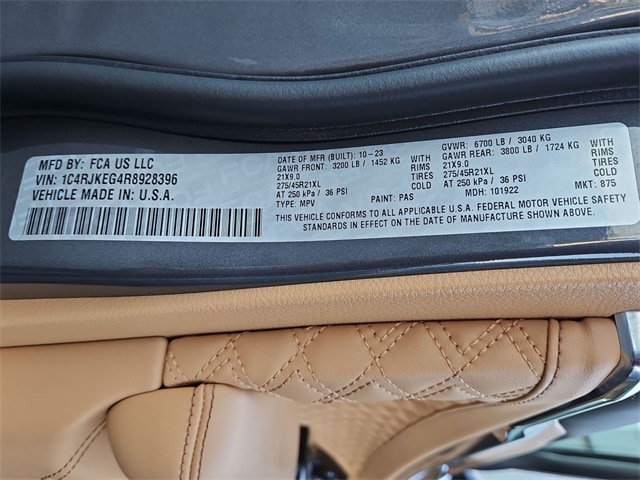 MFD BY: FCA US LLC
VIN: 1C4RJKEG4R8928396
VEHICLE MADE IN: U.S.A.
DATE OF MFR (BUILT): 10-23 GVWR: 6700 LB / 3040 KG
GAWR FRONT: 3200 LB / 1452 KG WITH GAWR REAR: 3800 LB / 1724 KG WITH
21X9.0 RIMS 21X9.0 RIMS
275/45R21XL TIRES 275/45R21XL TIRES
AT 250 kPa / 36 PSI COLD AT 250 kPa / 36 PSI COLD
TYPE: MPV PAINT: PAS MDH: 101922 MKT: 875
THIS VEHICLE CONFORMS TO ALL APPLICABLE U.S.A. FEDERAL MOTOR VEHICLE SAFETY
STANDARDS IN EFFECT ON THE DATE OF MANUFACTURE SHOWN ABOVE.